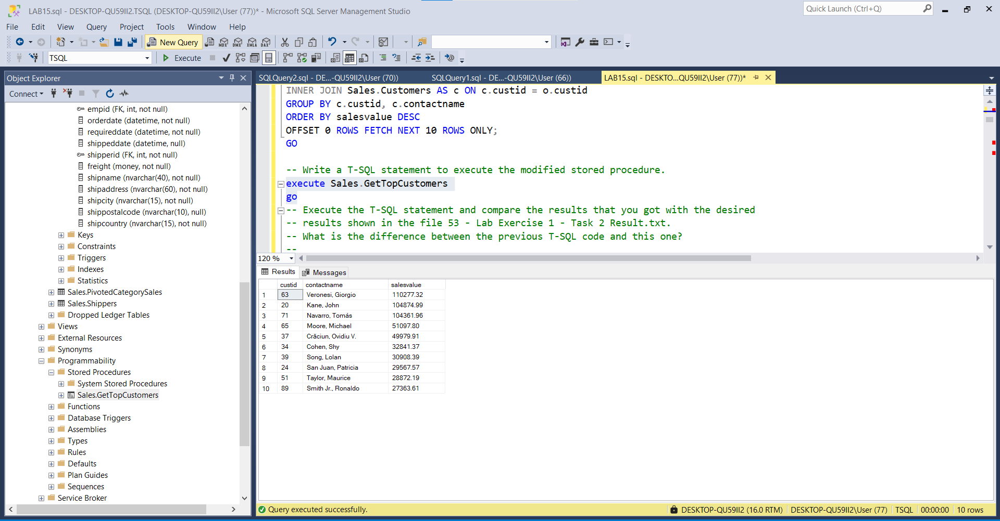 LAB15.sql - DESKTOP-QU59II2.TSQL (DESKTOP-QU59II2\User (77))* - Microsoft SQL Server Management Studio
Quick Launch (Ctrl+Q)
File Edit View Query Project Tools Window Help
New Query MDX DMX XMLA DAX
TSQL Execute
Object Explorer
SQLQuery2.sql - DE...-QU59II2\User (70)) SQLQuery1.sql - DE...-QU59II2\User (66)) LAB15.sql - DESKTO...QU59II2\User (77))*
Connect
empid (FK, int, not null)
orderdate (datetime, not null)
requireddate (datetime, not null)
shippeddate (datetime, null)
shipperid (FK, int, not null)
freight (money, not null)
shipname (nvarchar(40), not null)
shipaddress (nvarchar(60), not null)
shipcity (nvarchar(15), not null)
shippostalcode (nvarchar(10), null)
shipcountry (nvarchar(15), not null)
Keys
Constraints
Triggers
Indexes
Statistics
Sales.PivotedCategorySales
Sales.Shippers
Dropped Ledger Tables
Views
External Resources
Synonyms
Programmability
Stored Procedures
System Stored Procedures
Sales.GetTopCustomers
Functions
Database Triggers
Assemblies
Types
Rules
Defaults
Plan Guides
Sequences
Service Broker
INNER JOIN Sales.Customers AS c ON c.custid = o.custid
GROUP BY c.custid, c.contactname
ORDER BY salesvalue DESC
OFFSET 0 ROWS FETCH NEXT 10 ROWS ONLY;
GO
-- Write a T-SQL statement to execute the modified stored procedure.
execute Sales.GetTopCustomers
go
-- Execute the T-SQL statement and compare the results that you got with the desired
-- results shown in the file 53 - Lab Exercise 1 - Task 2 Result.txt.
-- What is the difference between the previous T-SQL code and this one?
--
120 %
Results Messages
custid contactname salesvalue
1 63 Veronesi, Giorgio 110277.32
2 20 Kane, John 104874.99
3 71 Navarro, Tomás 104361.96
4 65 Moore, Michael 51097.80
5 37 Crăciun, Ovidiu V. 49979.91
6 34 Cohen, Shy 32841.37
7 39 Song, Lolan 30908.39
8 24 San Juan, Patricia 29567.57
9 51 Taylor, Maurice 28872.19
10 89 Smith Jr., Ronaldo 27363.61
Query executed successfully. DESKTOP-QU59II2 (16.0 RTM) DESKTOP-QU59II2\User (77) TSQL 00:00:00 10 rows